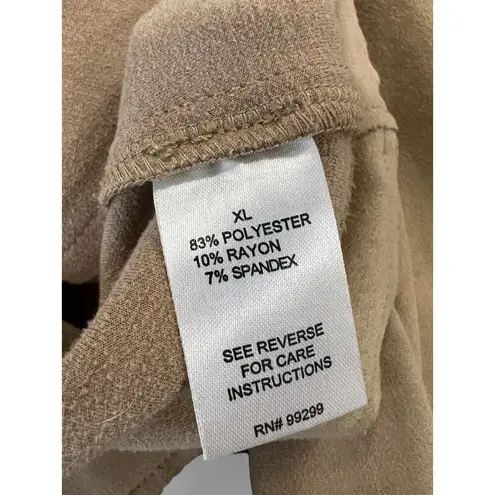 XL
83% POLYESTER
10% RAYON
7% SPANDEX
SEE REVERSE
FOR CARE
INSTRUCTIONS
RN# 99299